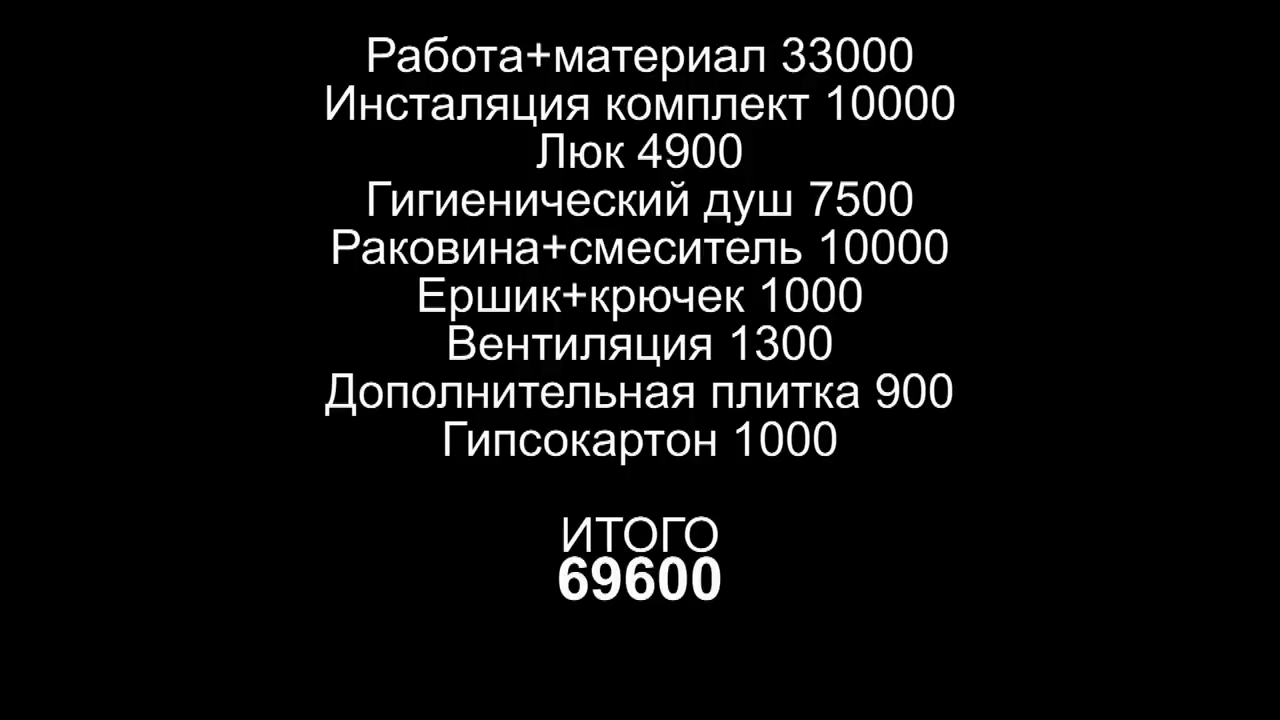 Работа+материал 33000
Инсталяция комплект 10000
Люк 4900
Гигиенический душ 7500
Раковина+смеситель 10000
Ершик+крючек 1000
Вентиляция 1300
Дополнительная плитка 900
Гипсокартон 1000
ИТОГО
69600